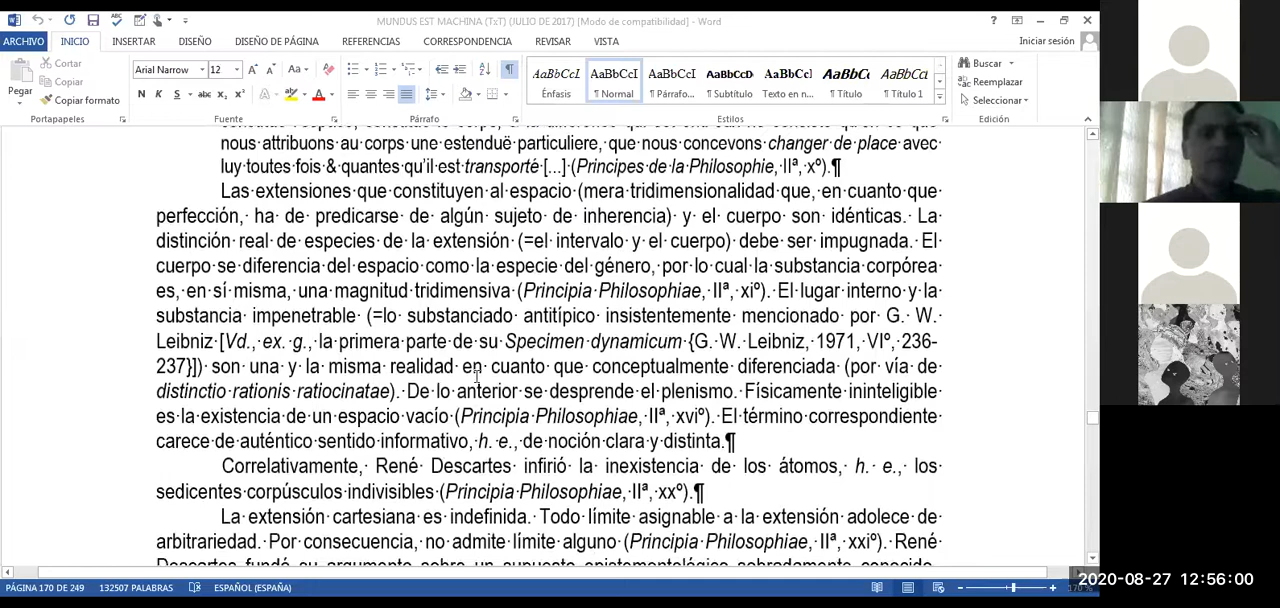 MUNDUS EST MACHINA (TxT) (JULIO DE 2017) [Modo de compatibilidad] - Word
ARCHIVO INICIO INSERTAR DISEÑO DISEÑO DE PÁGINA REFERENCIAS CORRESPONDENCIA REVISAR VISTA Iniciar sesión
Pegar
Cortar
Copiar
Copiar formato
Portapapeles
Arial Narrow 12
Fuente
Párrafo
AaBbCcI AaBbCcI AaBbCcI AaBbCcD AaBbCc] AaBbC AaBbCcI
Énfasis ¶ Normal ¶ Párrafo... ¶ Subtítulo Texto en n... ¶ Título ¶ Título 1
Estilos
Buscar
Reemplazar
Seleccionar
Edición
nous attribuons au corps une estenduë particuliere, que nous concevons changer de place avec
luy toutes fois & quantes qu'il est transporté [...] (Principes de la Philosophie, IIª, xº).¶
Las extensiones que constituyen al espacio (mera tridimensionalidad que, en cuanto que
perfección, ha de predicarse de algún sujeto de inherencia) y el cuerpo son idénticas. La
distinción real de especies de la extensión (=el intervalo y el cuerpo) debe ser impugnada. El
cuerpo se diferencia del espacio como la especie del género, por lo cual la substancia corpórea
es, en sí misma, una magnitud tridimensiva (Principia Philosophiae, IIª, xiº). El lugar interno y la
substancia impenetrable (=lo substanciado antitípico insistentemente mencionado por G. W.
Leibniz [Vd., ex. g., la primera parte de su Specimen dynamicum {G. W. Leibniz, 1971, VIº, 236-
237}]) son una y la misma realidad en cuanto que conceptualmente diferenciada (por vía de
distinctio rationis ratiocinatae). De lo anterior se desprende el plenismo. Físicamente ininteligible
es la existencia de un espacio vacío (Principia Philosophiae, IIª, xviº). El término correspondiente
carece de auténtico sentido informativo, h. e., de noción clara y distinta.¶
Correlativamente, René Descartes infirió la inexistencia de los átomos, h. e., los
sedicentes corpúsculos indivisibles (Principia Philosophiae, IIª, xxº).¶
La extensión cartesiana es indefinida. Todo límite asignable a la extensión adolece de
arbitrariedad. Por consecuencia, no admite límite alguno (Principia Philosophiae, IIª, xxiº). René
Descartes fundó su argumento sobre un supuesto epistemológico sobradamente conocido.
PÁGINA 170 DE 249 132507 PALABRAS ESPAÑOL (ESPAÑA) 170 %
2020-08-27 12:56:00